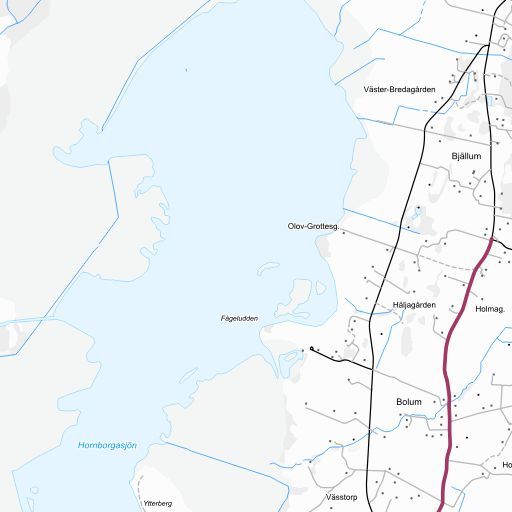 Väster-Bredagården
Bjällum
Olov-Grottesg.
Häljagården
Holmag.
Fågeludden
Bolum
Hornborgasjön
Ho
Vässtorp
Ytterberg